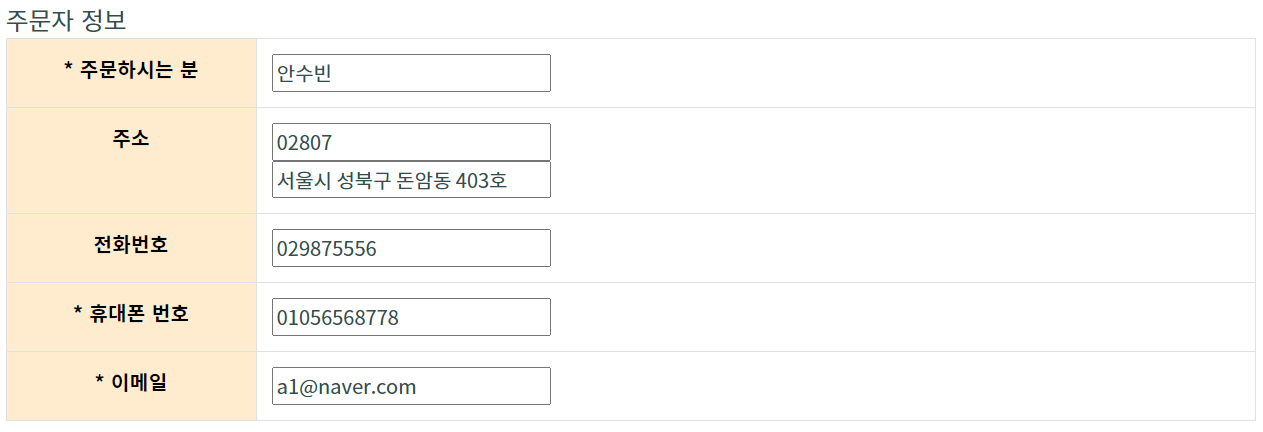 주문자 정보
* 주문하시는 분
안수빈
주소
02807
서울시 성북구 돈암동 403호
전화번호
029875556
* 휴대폰 번호
01056568778
* 이메일
a1@naver.com